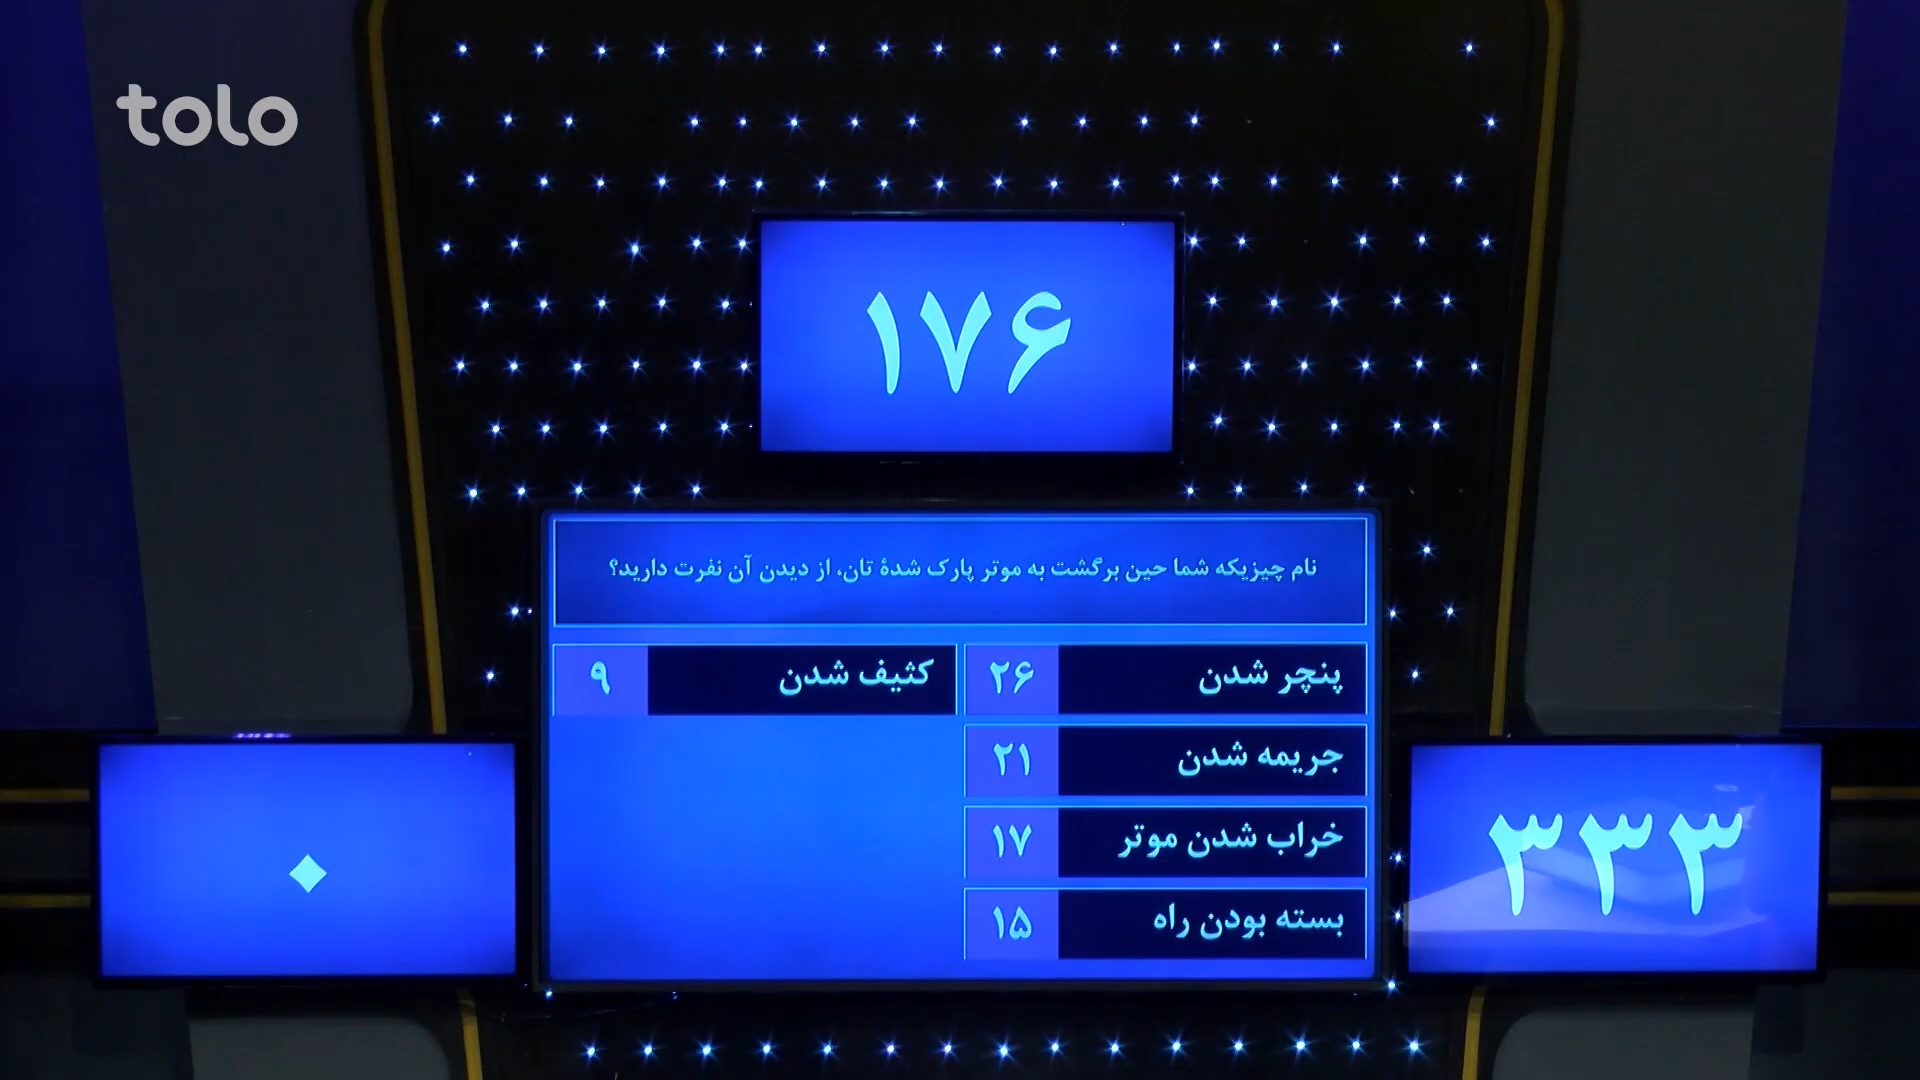 tolo
۱۷۶
نام چیزیکه شما حین برگشت به موتر پارک شدهٔ تان، از دیدن آن نفرت دارید؟
پنچر شدن ۲۶
جریمه شدن ۲۱
خراب شدن موتر ۱۷
بسته بودن راه ۱۵
کثیف شدن ۹
۳۳۳
۰